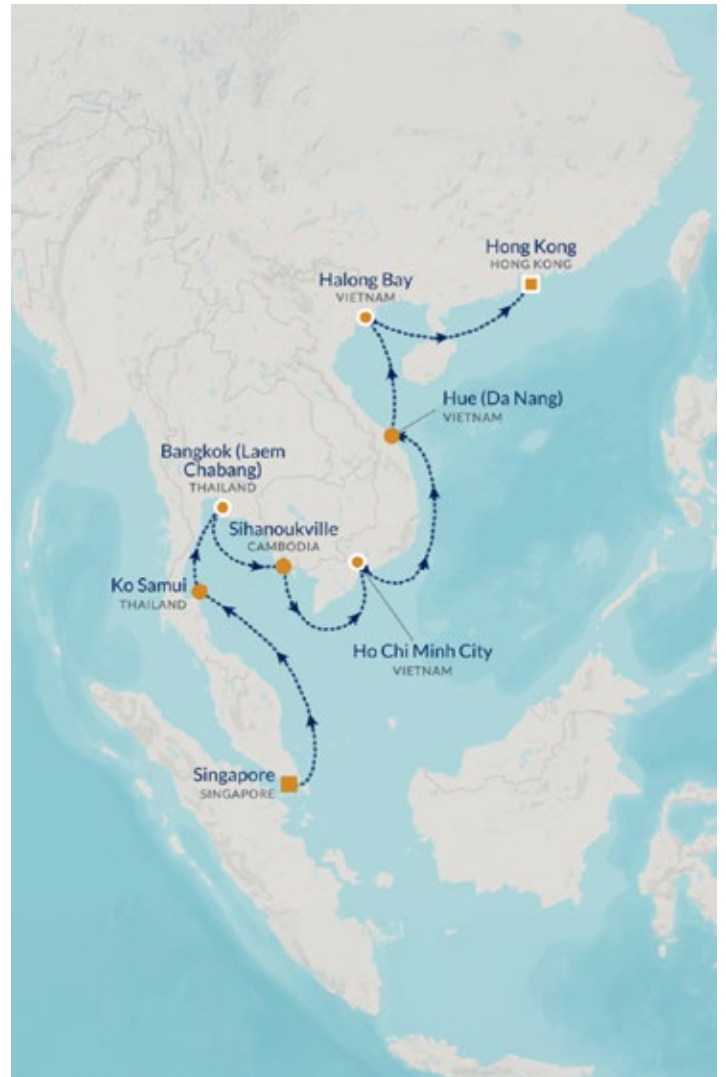 Hong Kong
HONG KONG
Halong Bay
VIETNAM
Hue (Da Nang)
VIETNAM
Bangkok (Laem
Chabang)
THAILAND
Sihanoukville
CAMBODIA
Ko Samui
THAILAND
Ho Chi Minh City
VIETNAM
Singapore
SINGAPORE